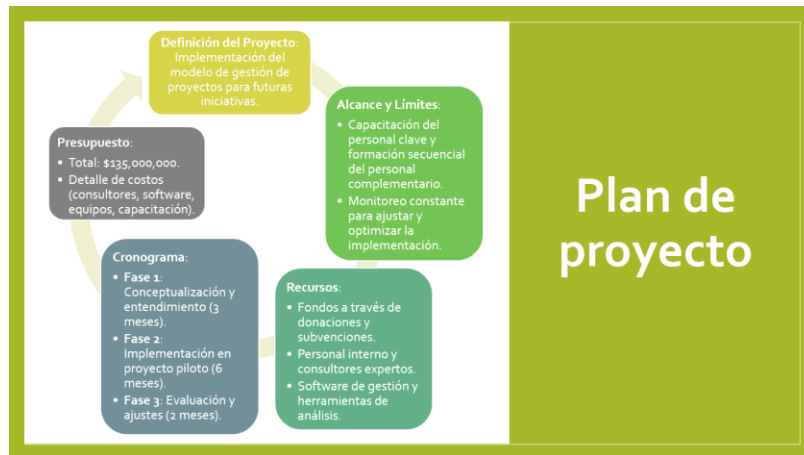 Definición del Proyecto:
Implementación del
modelo de gestión de
proyectos para futuras
iniciativas.
Alcance y Límites:
• Capacitación del
personal clave y
formación secuencial
del personal
complementario.
• Monitoreo constante
para ajustar y
optimizar la
implementación.
Recursos:
• Fondos a través de
donaciones y
subvenciones.
• Personal interno y
consultores expertos.
• Software de gestión y
herramientas de
análisis.
Cronograma:
• Fase 1:
Conceptualización y
entendimiento (3
meses).
• Fase 2:
Implementación en
proyecto piloto (6
meses).
• Fase 3: Evaluación y
ajustes (2 meses).
Presupuesto:
• Total: $135,000,000.
• Detalle de costos
(consultores, software,
equipos, capacitación).
Plan de
proyecto